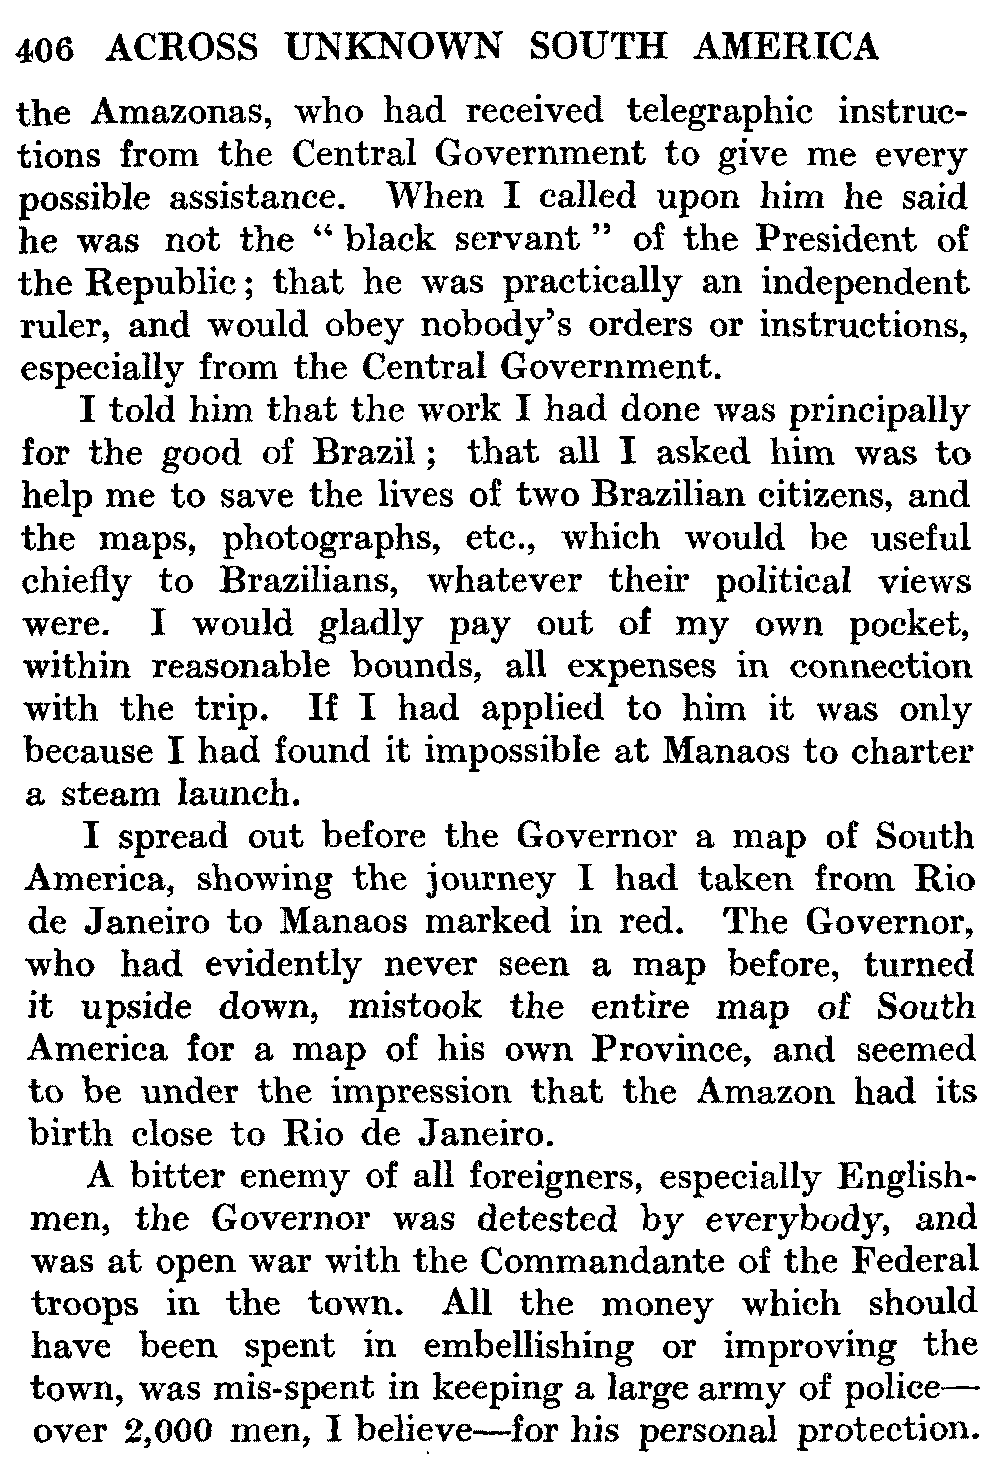 406 ACROSS UNKNOWN SOUTH AMERICA
the Amazonas, who had received telegraphic instruc-
tions from the Central Government to give me every
possible assistance. When I called upon him he said
he was not the “ black servant ” of the President of
the Republic ; that he was practically an independent
ruler, and would obey nobody’s orders or instructions,
especially from the Central Government.
I told him that the work I had done was principally
for the good of Brazil ; that all I asked him was to
help me to save the lives of two Brazilian citizens, and
the maps, photographs, etc., which would be useful
chiefly to Brazilians, whatever their political views
were. I would gladly pay out of my own pocket,
within reasonable bounds, all expenses in connection
with the trip. If I had applied to him it was only
because I had found it impossible at Manaos to charter
a steam launch.
I spread out before the Governor a map of South
America, showing the journey I had taken from Rio
de Janeiro to Manaos marked in red. The Governor,
who had evidently never seen a map before, turned
it upside down, mistook the entire map of South
America for a map of his own Province, and seemed
to be under the impression that the Amazon had its
birth close to Rio de Janeiro.
A bitter enemy of all foreigners, especially English-
men, the Governor was detested by everybody, and
was at open war with the Commandante of the Federal
troops in the town. All the money which should
have been spent in embellishing or improving the
town, was mis-spent in keeping a large army of police—
over 2,000 men, I believe—for his personal protection.